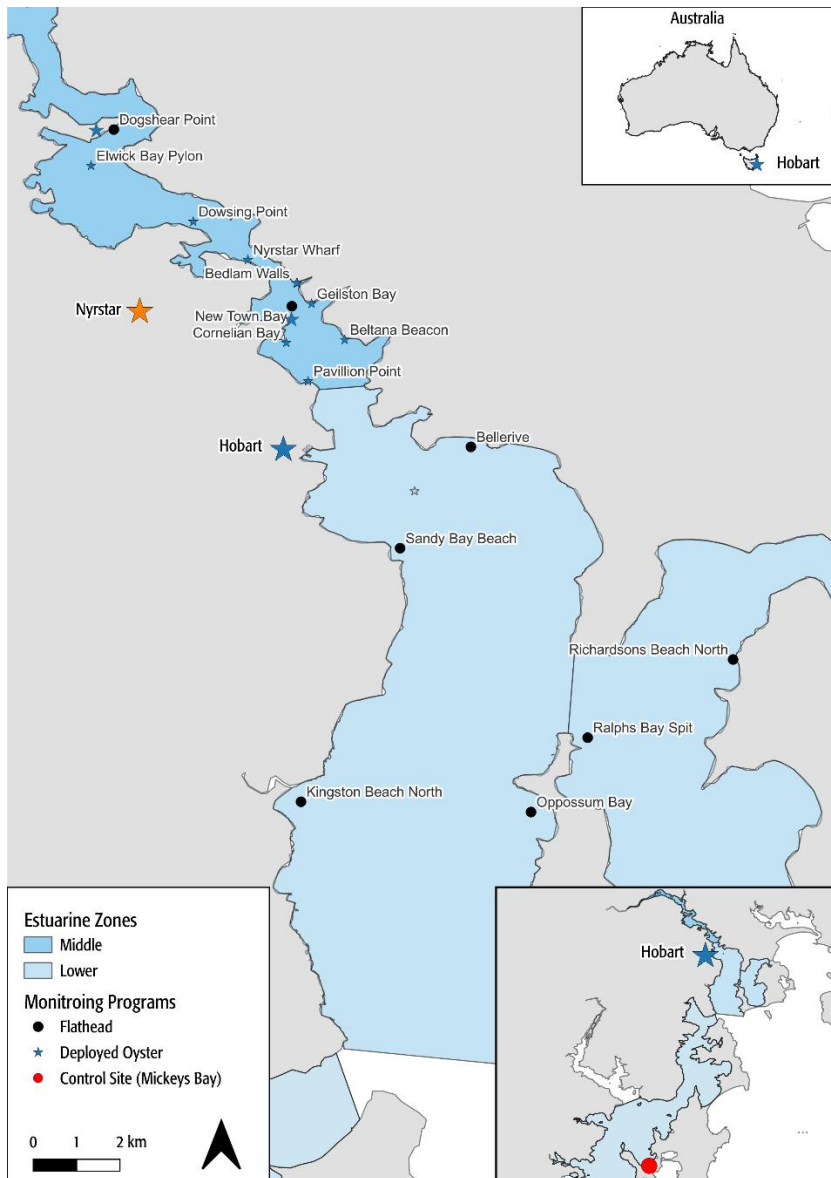 Australia
Hobart
Dogshear Point
Elwick Bay Pylon
Dowsing Point
Nyrstar Wharf
Bedlam Walls
Geilston Bay
Nyrstar
New Town Bay
Cornelian Bay
Beltana Beacon
Pavillion Point
Hobart
Bellerive
Sandy Bay Beach
Richardsons Beach North
Ralphs Bay Spit
Kingston Beach North
Oppossum Bay
Estuarine Zones
Middle
Lower
Monitroing Programs
Flathead
Deployed Oyster
Control Site (Mickeys Bay)
0 1 2 km
Hobart
...